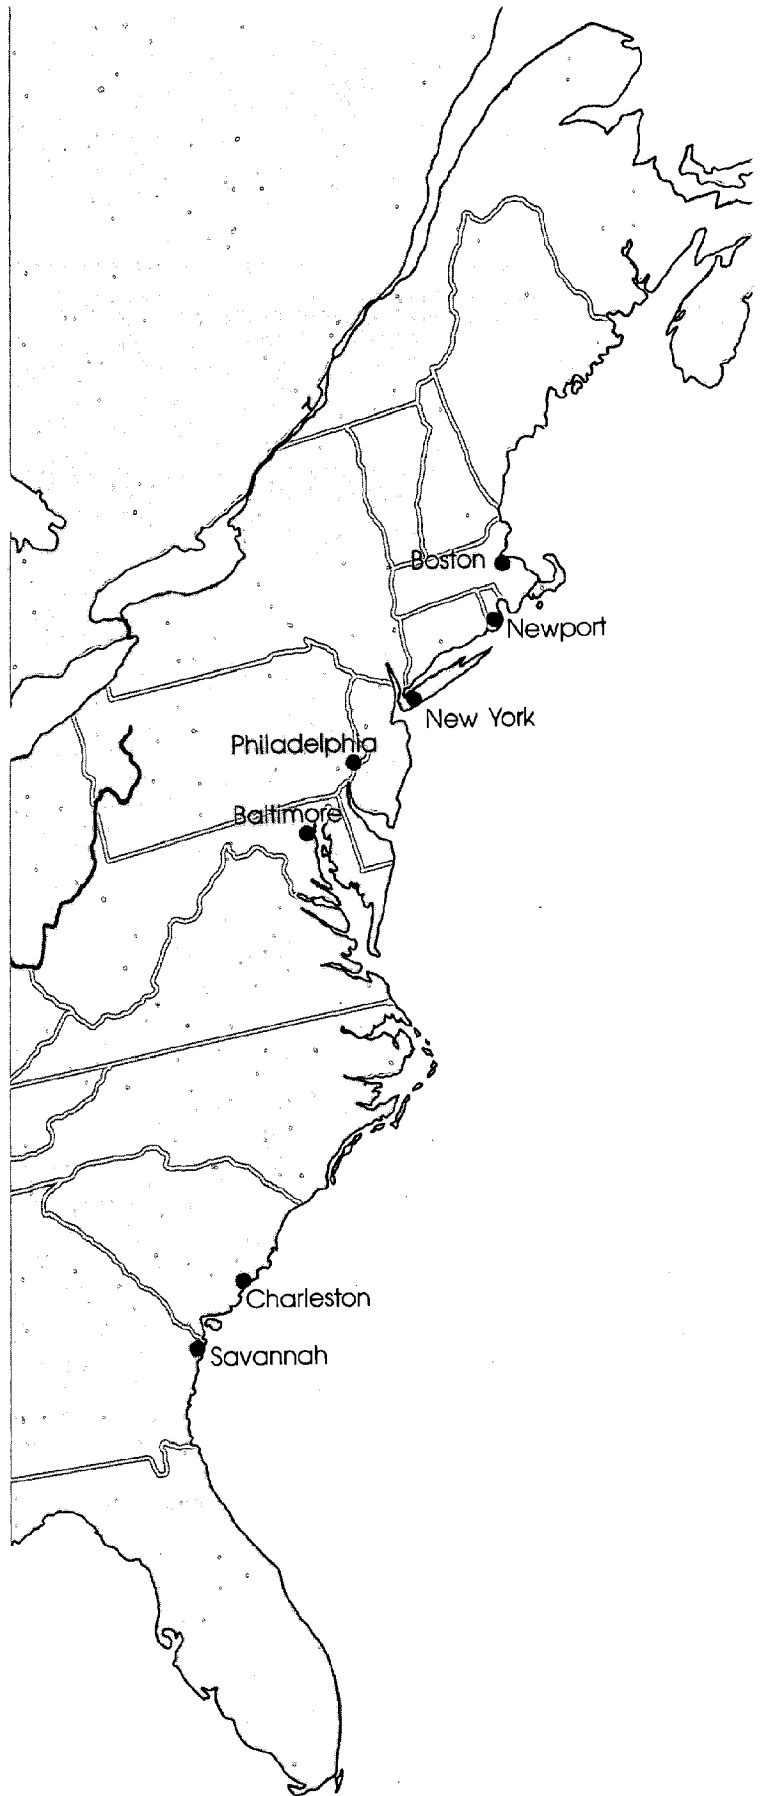 Boston
Newport
New York
Philadelphia
Baltimore
Charleston
Savannah